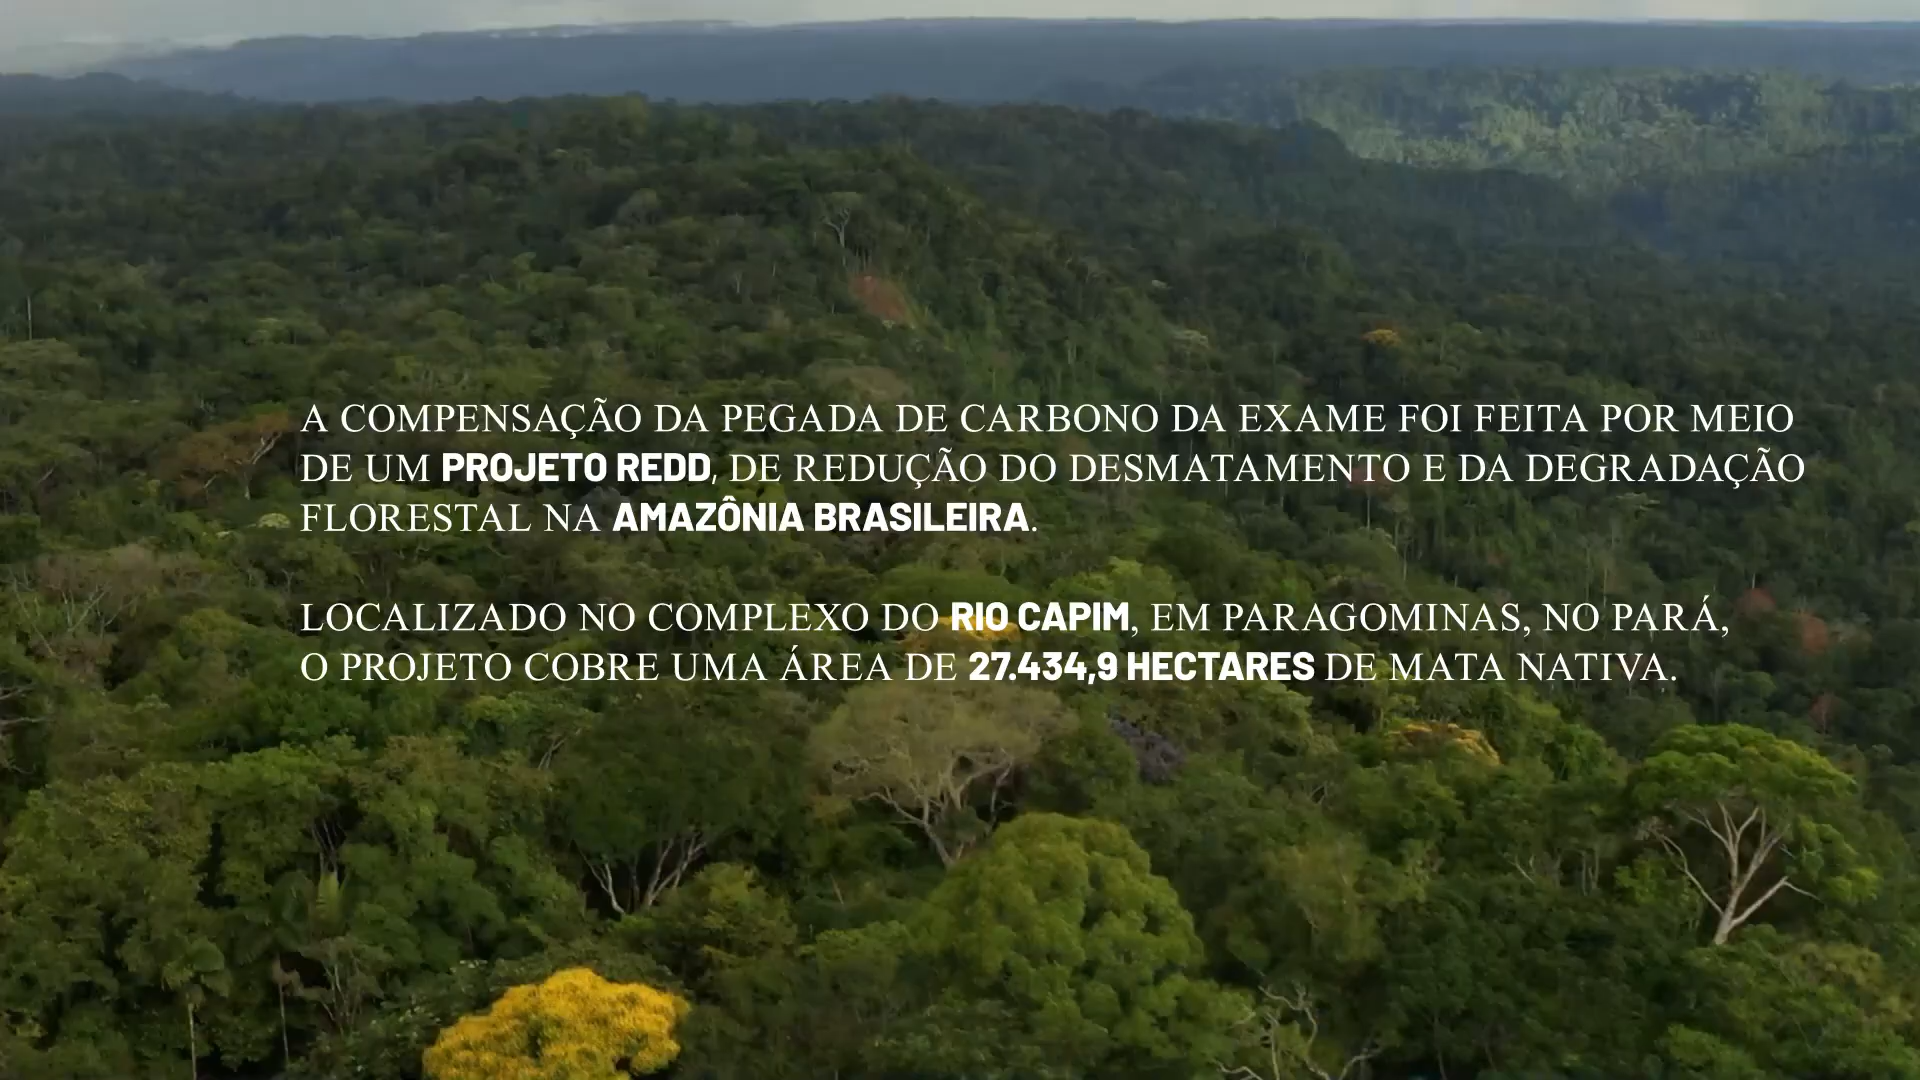 A COMPENSAÇÃO DA PEGADA DE CARBONO DA EXAME FOI FEITA POR MEIO
DE UM PROJETO REDD, DE REDUÇÃO DO DESMATAMENTO E DA DEGRADAÇÃO
FLORESTAL NA AMAZÔNIA BRASILEIRA.
LOCALIZADO NO COMPLEXO DO RIO CAPIM, EM PARAGOMINAS, NO PARÁ,
O PROJETO COBRE UMA ÁREA DE 27.434,9 HECTARES DE MATA NATIVA.